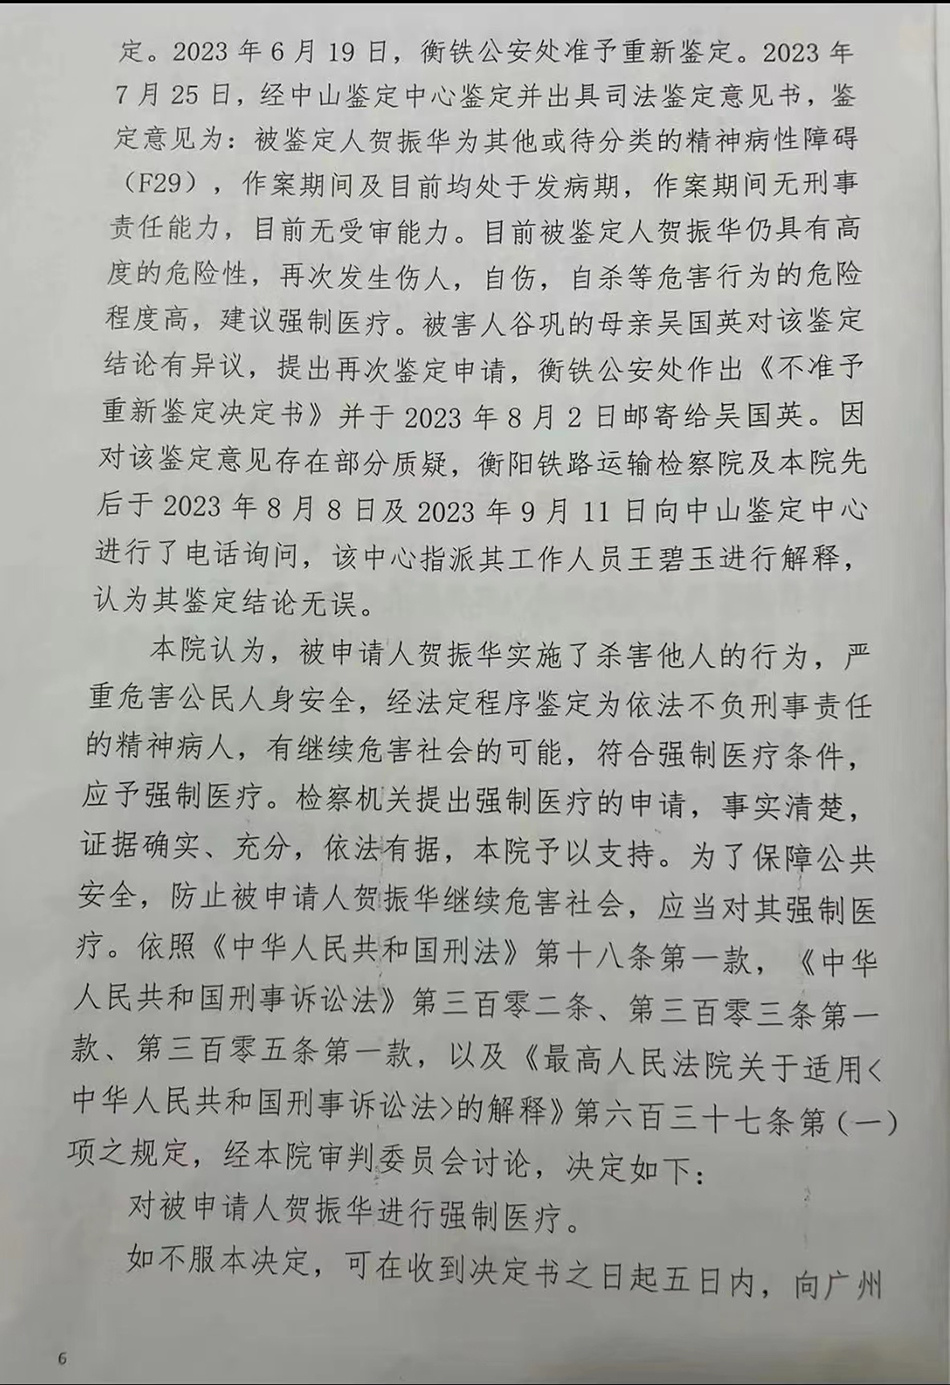 定。2023 年 6 月 19 日，衡铁公安处准予重新鉴定。2023 年
7 月 25 日，经中山鉴定中心鉴定并出具司法鉴定意见书，鉴
定意见为：被鉴定人贺振华为其他或待分类的精神病性障碍
（F29），作案期间及目前均处于发病期，作案期间无刑事
责任能力，目前无受审能力。目前被鉴定人贺振华仍具有高
度的危险性，再次发生伤人，自伤，自杀等危害行为的危险
程度高，建议强制医疗。被害人谷巩的母亲吴国英对该鉴定
结论有异议，提出再次鉴定申请，衡铁公安处作出《不准予
重新鉴定决定书》并于 2023 年 8 月 2 日邮寄给吴国英。因
对该鉴定意见存在部分质疑，衡阳铁路运输检察院及本院先
后于 2023 年 8 月 8 日及 2023 年 9 月 11 日向中山鉴定中心
进行了电话询问，该中心指派其工作人员王碧玉进行解释，
认为其鉴定结论无误。
本院认为，被申请人贺振华实施了杀害他人的行为，严
重危害公民人身安全，经法定程序鉴定为依法不负刑事责任
的精神病人，有继续危害社会的可能，符合强制医疗条件，
应予强制医疗。检察机关提出强制医疗的申请，事实清楚，
证据确实、充分，依法有据，本院予以支持。为了保障公共
安全，防止被申请人贺振华继续危害社会，应当对其强制医
疗。依照《中华人民共和国刑法》第十八条第一款，《中华
人民共和国刑事诉讼法》第三百零二条、第三百零三条第一
款、第三百零五条第一款，以及《最高人民法院关于适用<
中华人民共和国刑事诉讼法>的解释》第六百三十七条第（一）
项之规定，经本院审判委员会讨论，决定如下：
对被申请人贺振华进行强制医疗。
如不服本决定，可在收到决定书之日起五日内，向广州
6